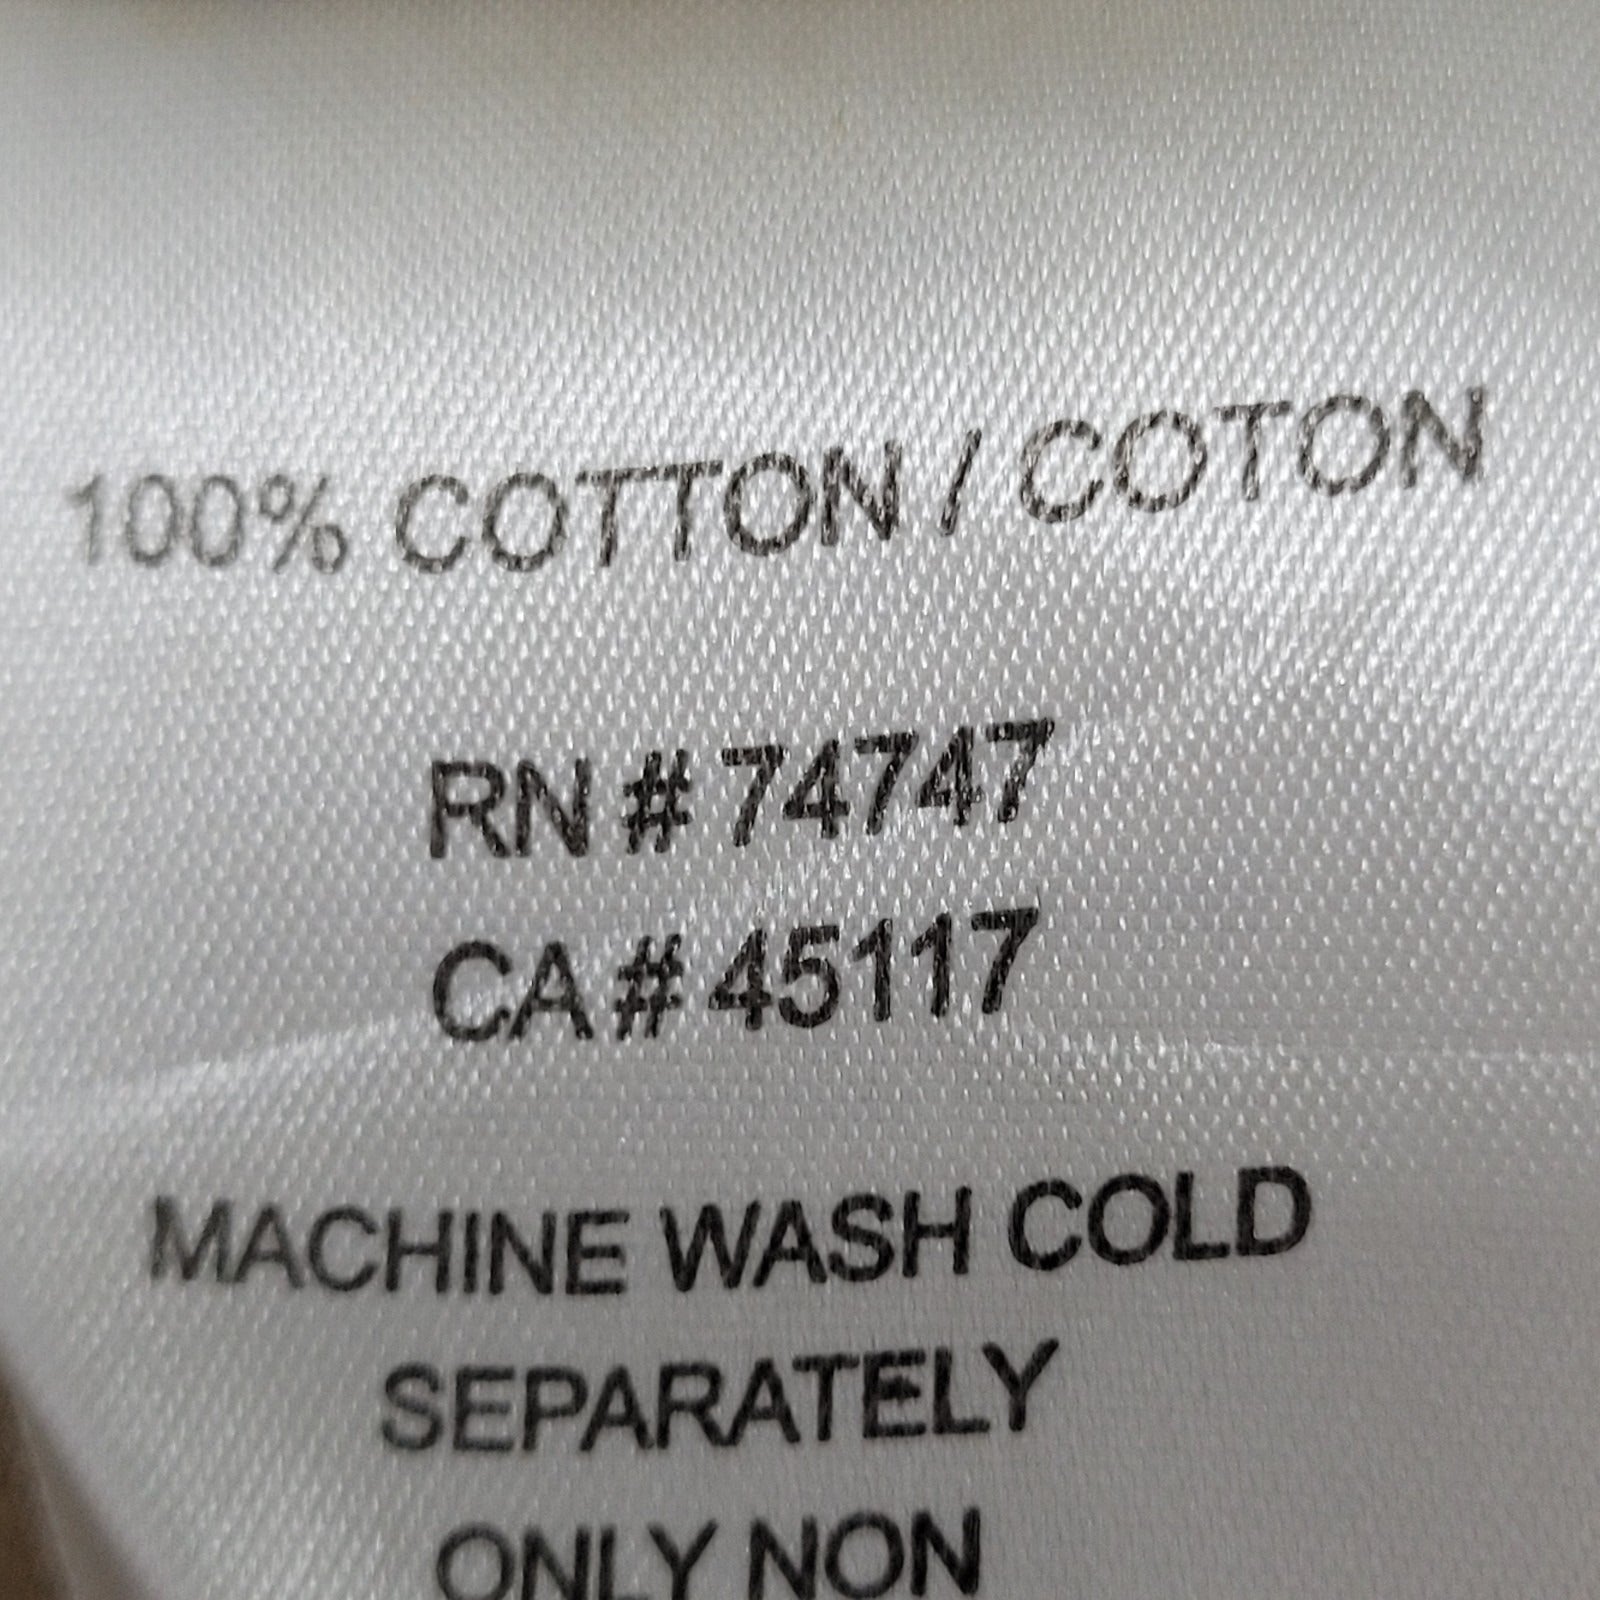 100% COTTON / COTON
RN # 74747
CA # 45117
MACHINE WASH COLD
SEPARATELY
ONLY NON